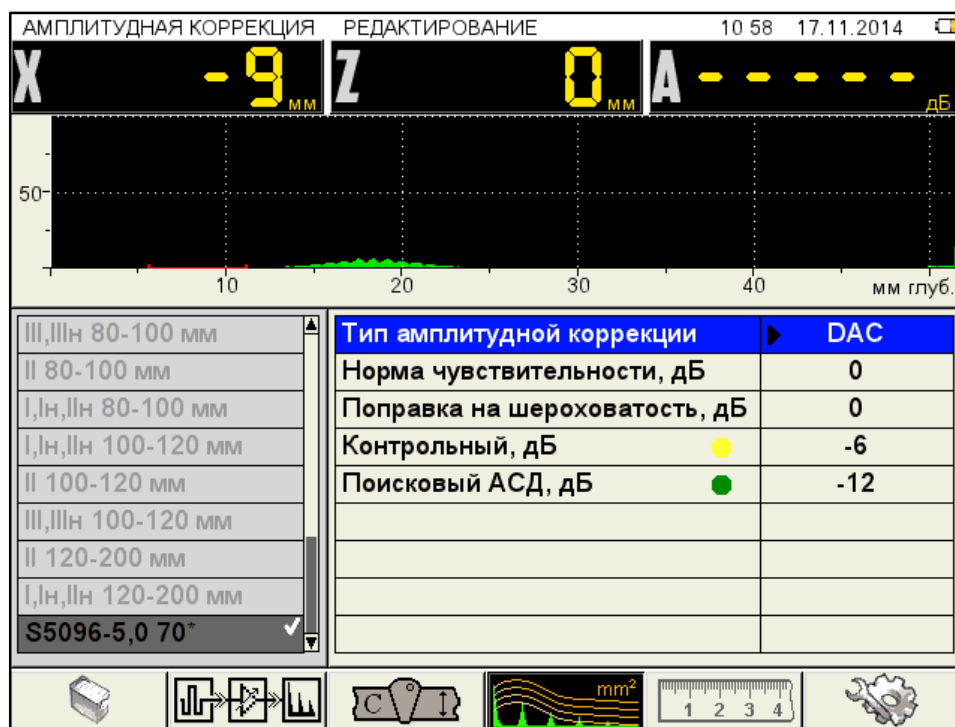 АМПЛИТУДНАЯ КОРРЕКЦИЯ РЕДАКТИРОВАНИЕ 10 58 17.11.2014
X -9 мм Z 0 мм A ----- дБ
50
10 20 30 40 мм глуб.
III,IIIн 80-100 мм
II 80-100 мм
I,Iн,IIн 80-100 мм
I,Iн,IIн 100-120 мм
II 100-120 мм
III,IIIн 100-120 мм
II 120-200 мм
I,Iн,IIн 120-200 мм
S5096-5,0 70*
Тип амплитудной коррекции DAC
Норма чувствительности, дБ 0
Поправка на шероховатость, дБ 0
Контрольный, дБ -6
Поисковый АСД, дБ -12
C
mm²
1 2 3 4